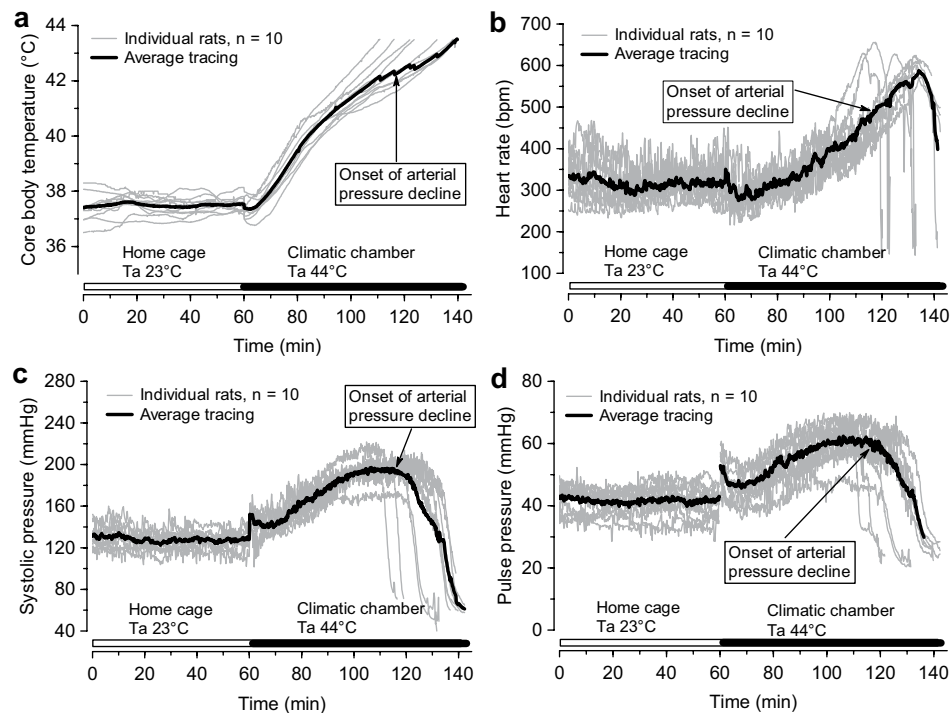 a
Core body temperature (°C)
44
42
40
38
36
Individual rats, n = 10
Average tracing
Onset of arterial
pressure decline
Home cage
Ta 23°C
Climatic chamber
Ta 44°C
0 20 40 60 80 100 120 140
Time (min)
b
Heart rate (bpm)
700
600
500
400
300
200
100
Individual rats, n = 10
Average tracing
Onset of arterial
pressure decline
Home cage
Ta 23°C
Climatic chamber
Ta 44°C
0 20 40 60 80 100 120 140
Time (min)
c
Systolic pressure (mmHg)
280
240
200
160
120
80
40
Individual rats, n = 10
Average tracing
Onset of arterial
pressure decline
Home cage
Ta 23°C
Climatic chamber
Ta 44°C
0 20 40 60 80 100 120 140
Time (min)
d
Pulse pressure (mmHg)
80
60
40
20
0
Individual rats, n = 10
Average tracing
Onset of arterial
pressure decline
Home cage
Ta 23°C
Climatic chamber
Ta 44°C
0 20 40 60 80 100 120 140
Time (min)